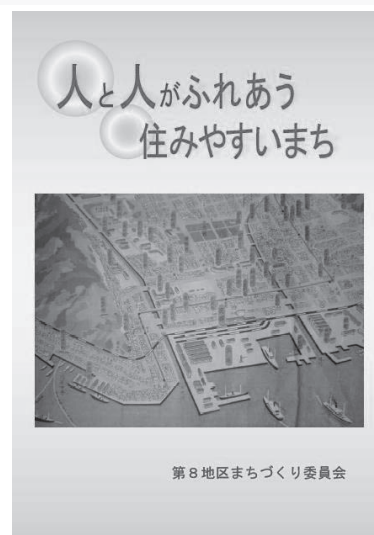 人と人がふれあう
住みやすいまち
第8地区まちづくり委員会